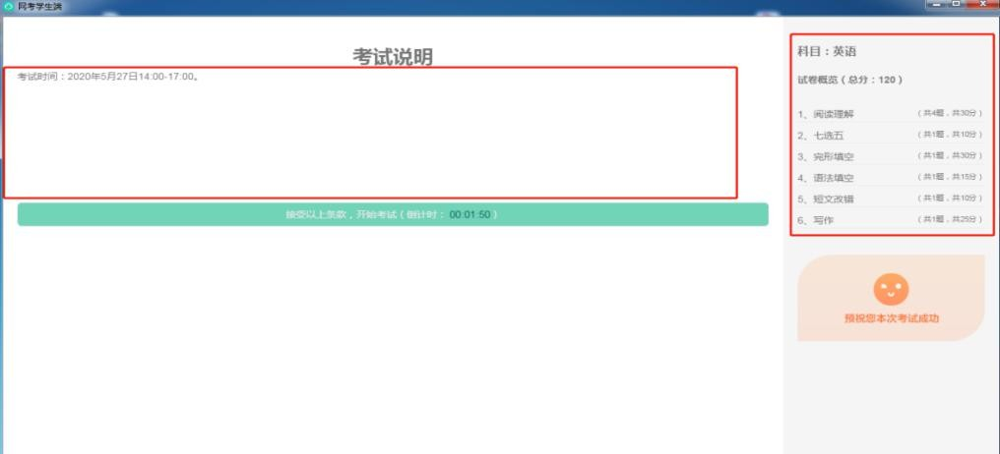 网考学生端
考试说明
考试时间：2020年5月27日14:00-17:00。
接受以上条款，开始考试（倒计时： 00:01:50 ）
科目：英语
试卷概览（总分：120）
1、阅读理解 （共4题，共30分）
2、七选五 （共1题，共10分）
3、完形填空 （共1题，共30分）
4、语法填空 （共1题，共15分）
5、短文改错 （共1题，共10分）
6、写作 （共1题，共25分）
预祝您本次考试成功